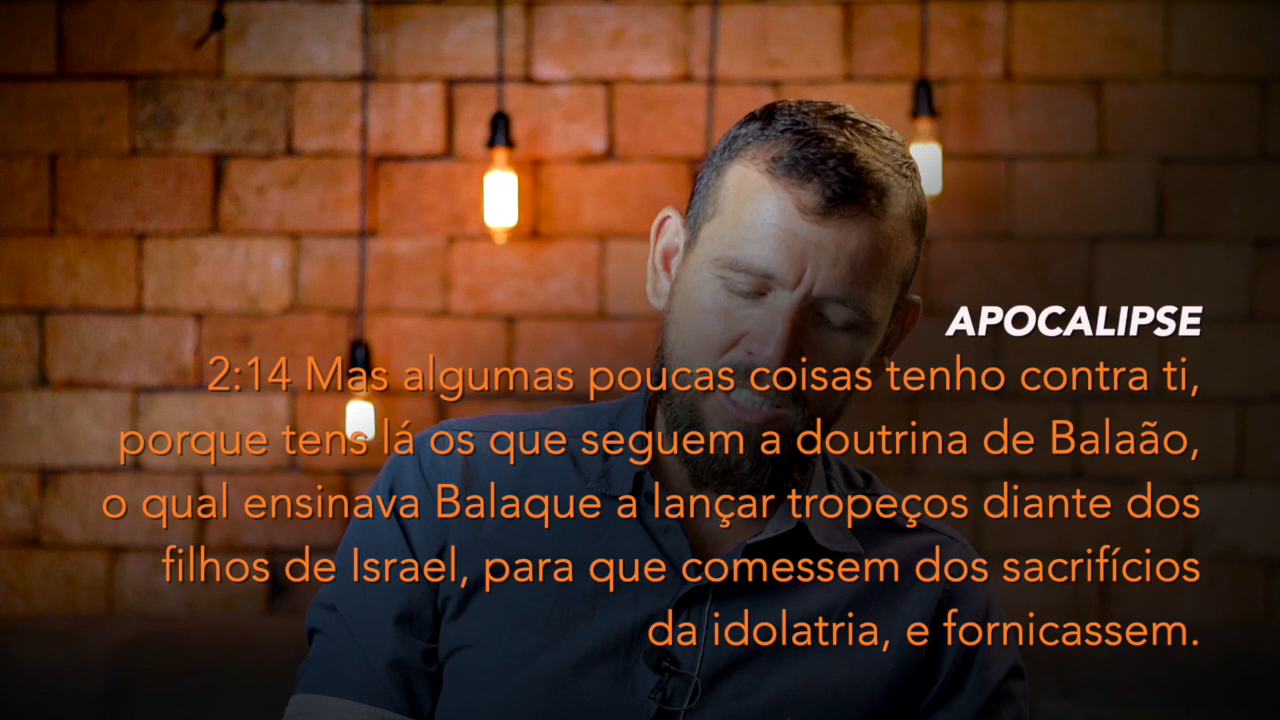 APOCALIPSE
2:14 Mas algumas poucas coisas tenho contra ti,
porque tens lá os que seguem a doutrina de Balaão,
o qual ensinava Balaque a lançar tropeços diante dos
filhos de Israel, para que comessem dos sacrifícios
da idolatria, e fornicassem.